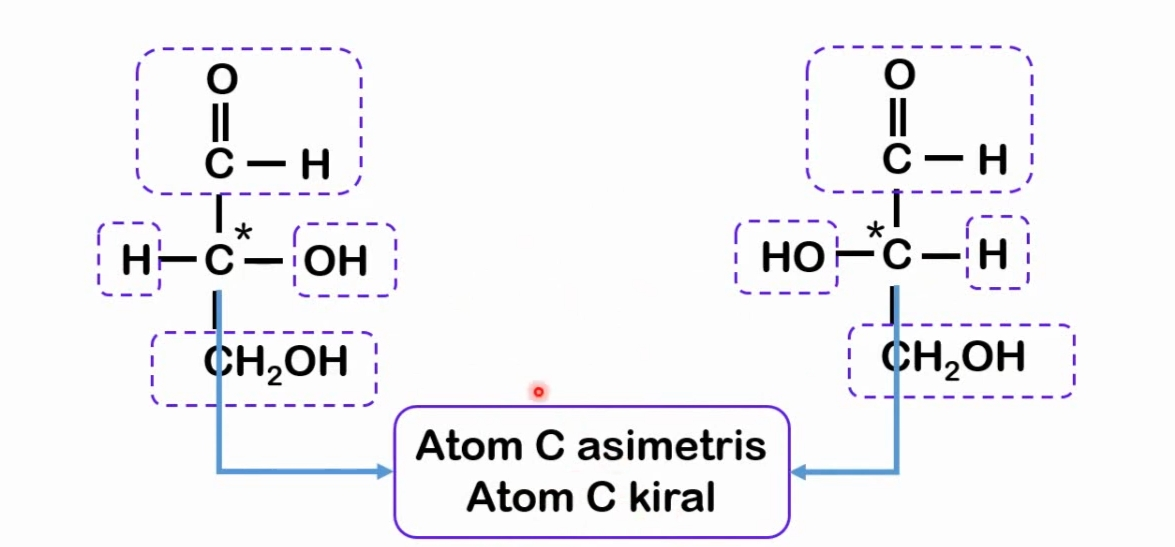 O
C — H
H — C* — OH
CH₂OH
O
C — H
HO — *C — H
CH₂OH
Atom C asimetris
Atom C kiral